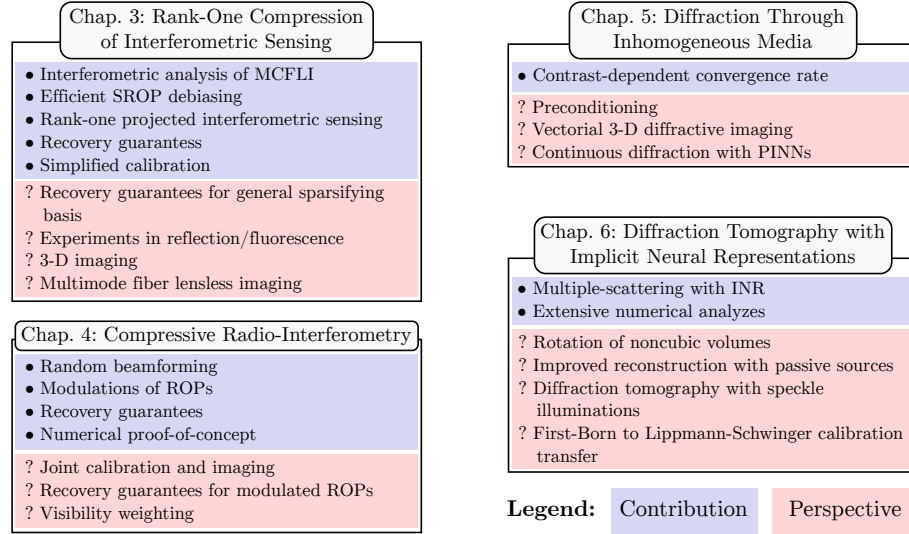 Chap. 3: Rank-One Compression
of Interferometric Sensing
• Interferometric analysis of MCFLI
• Efficient SROP debiasing
• Rank-one projected interferometric sensing
• Recovery guarantess
• Simplified calibration
? Recovery guarantees for general sparsifying
basis
? Experiments in reflection/fluorescence
? 3-D imaging
? Multimode fiber lensless imaging
Chap. 4: Compressive Radio-Interferometry
• Random beamforming
• Modulations of ROPs
• Recovery guarantees
• Numerical proof-of-concept
? Joint calibration and imaging
? Recovery guarantees for modulated ROPs
? Visibility weighting
Chap. 5: Diffraction Through
Inhomogeneous Media
• Contrast-dependent convergence rate
? Preconditioning
? Vectorial 3-D diffractive imaging
? Continuous diffraction with PINNs
Chap. 6: Diffraction Tomography with
Implicit Neural Representations
• Multiple-scattering with INR
• Extensive numerical analyzes
? Rotation of noncubic volumes
? Improved reconstruction with passive sources
? Diffraction tomography with speckle
illuminations
? First-Born to Lippmann-Schwinger calibration
transfer
Legend: Contribution Perspective